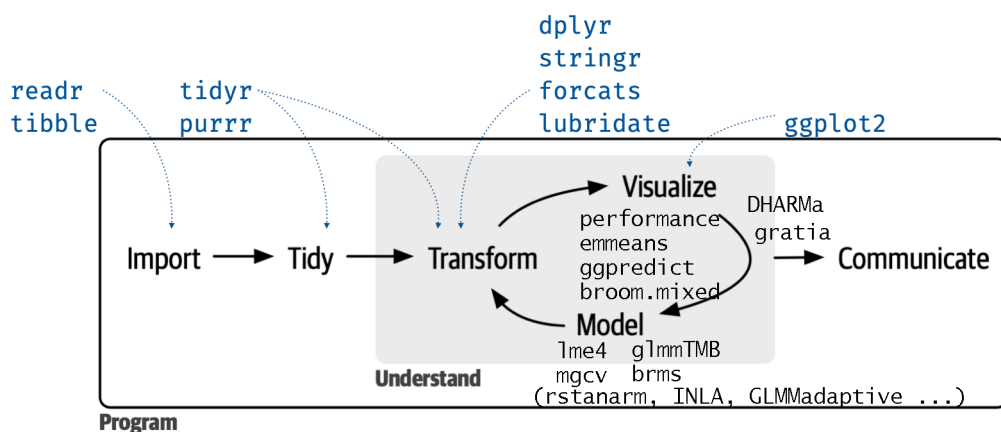 dplyr
stringr
readr
tidyr
forcats
tibble
purrr
lubridate
ggplot2
Visualize
performance
DHARMa
emmeans
gratia
Import
Tidy
Transform
ggpredict
Communicate
broom.mixed
Model
lme4 glmmTMB
mgcv brms
Understand
(rstanarm, INLA, GLMMadaptive ...)
Program